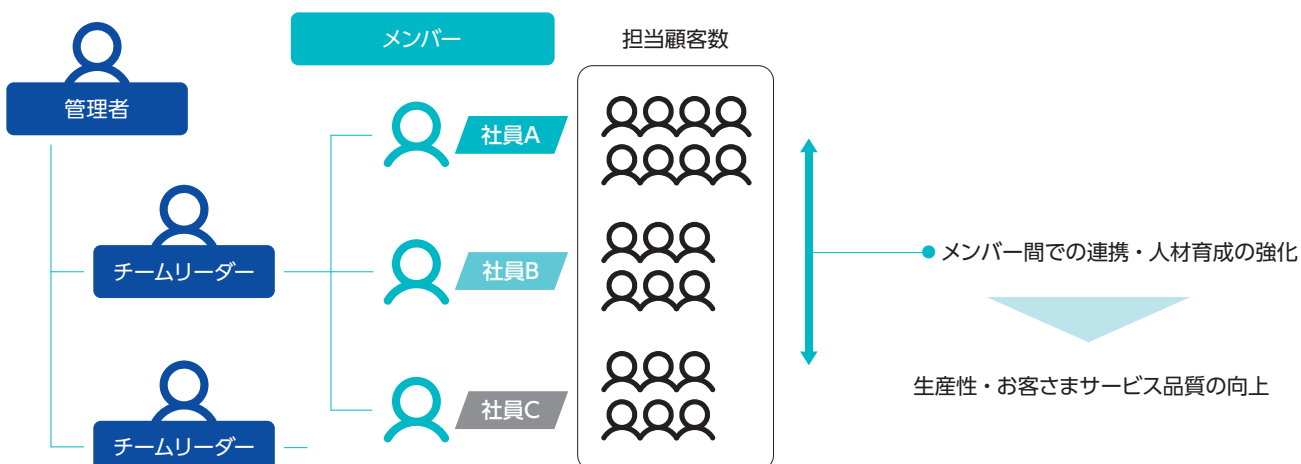 メンバー
担当顧客数
管理者
社員A
チームリーダー
社員B
メンバー間での連携・人材育成の強化
生産性・お客さまサービス品質の向上
社員C
チームリーダー